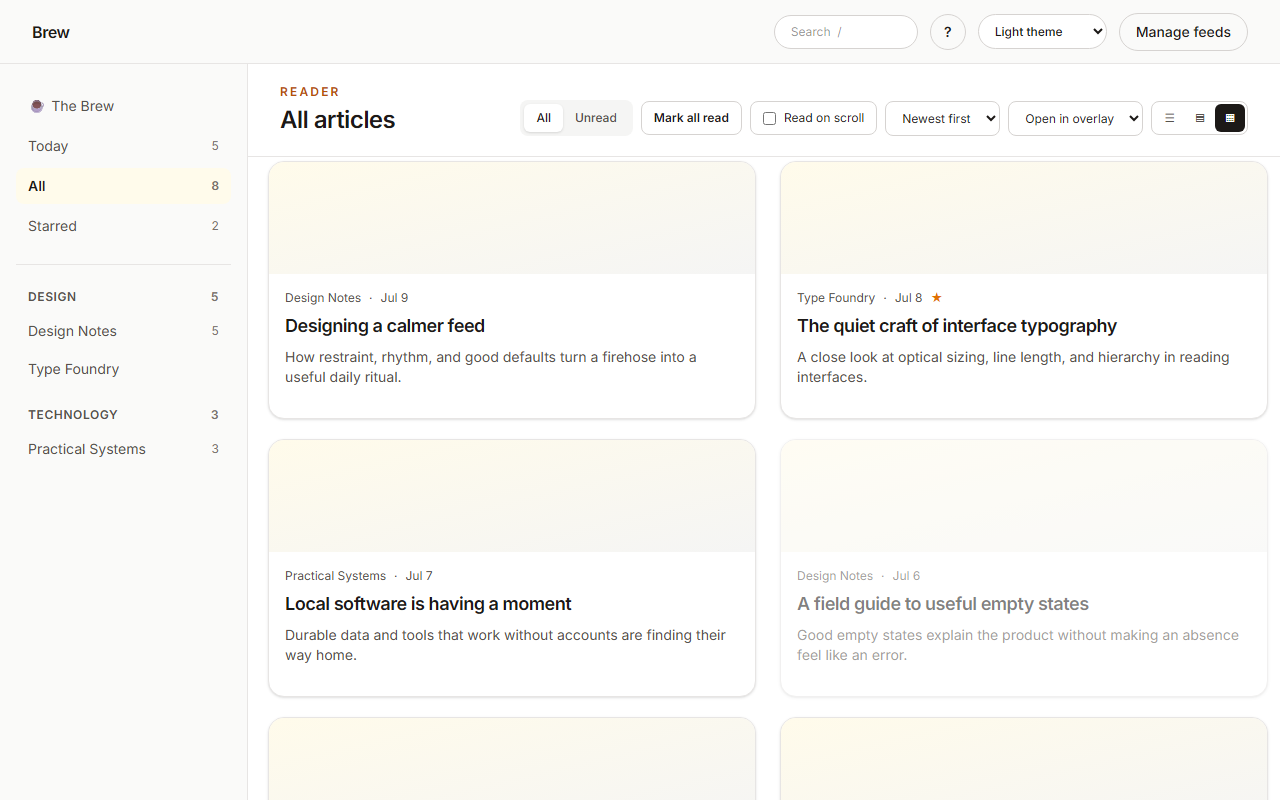 Brew
Search /
?
Light theme
Manage feeds
The Brew
Today 5
All 8
Starred 2
DESIGN 5
Design Notes 5
Type Foundry
TECHNOLOGY 3
Practical Systems 3
READER
All articles
All
Unread
Mark all read
Read on scroll
Newest first
Open in overlay
Design Notes · Jul 9
Designing a calmer feed
How restraint, rhythm, and good defaults turn a firehose into a
useful daily ritual.
Type Foundry · Jul 8 ★
The quiet craft of interface typography
A close look at optical sizing, line length, and hierarchy in reading
interfaces.
Practical Systems · Jul 7
Local software is having a moment
Durable data and tools that work without accounts are finding their
way home.
Design Notes · Jul 6
A field guide to useful empty states
Good empty states explain the product without making an absence
feel like an error.